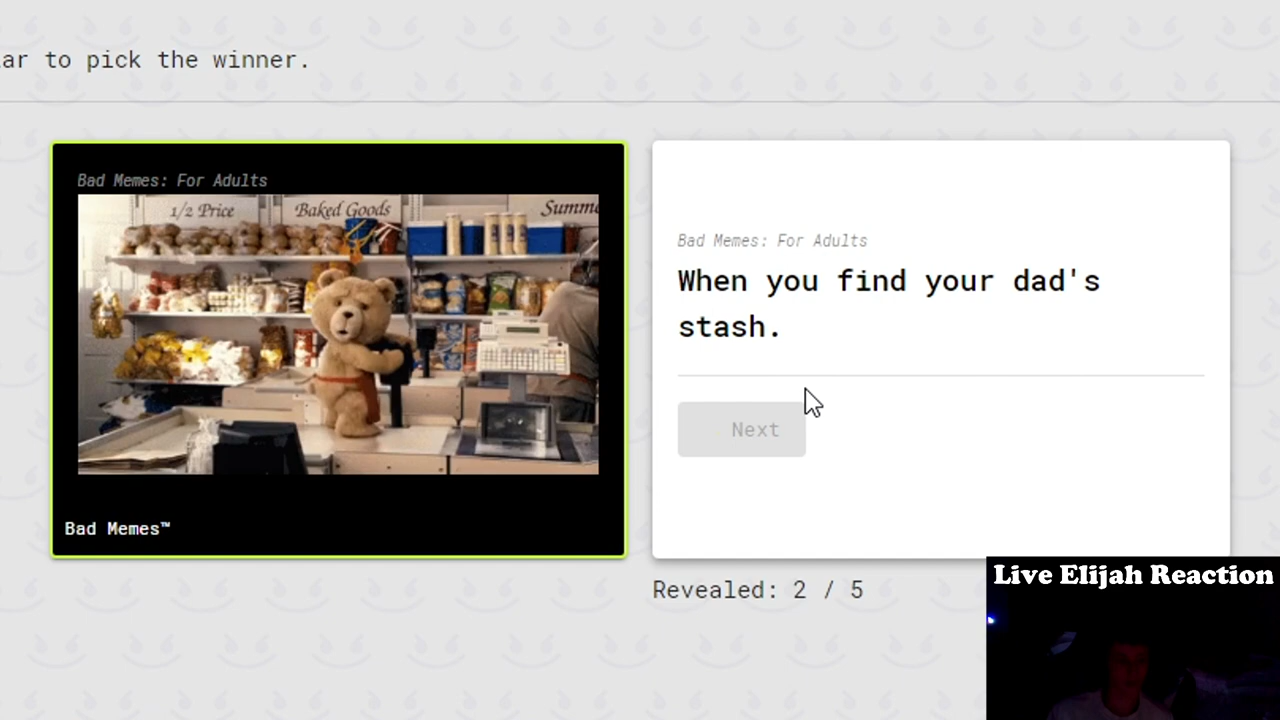 ar to pick the winner.
Bad Memes: For Adults
1/2 Price
Baked Goods
Summe
Bad Memes™
Bad Memes: For Adults
When you find your dad's
stash.
Next
Revealed: 2 / 5
Live Elijah Reaction